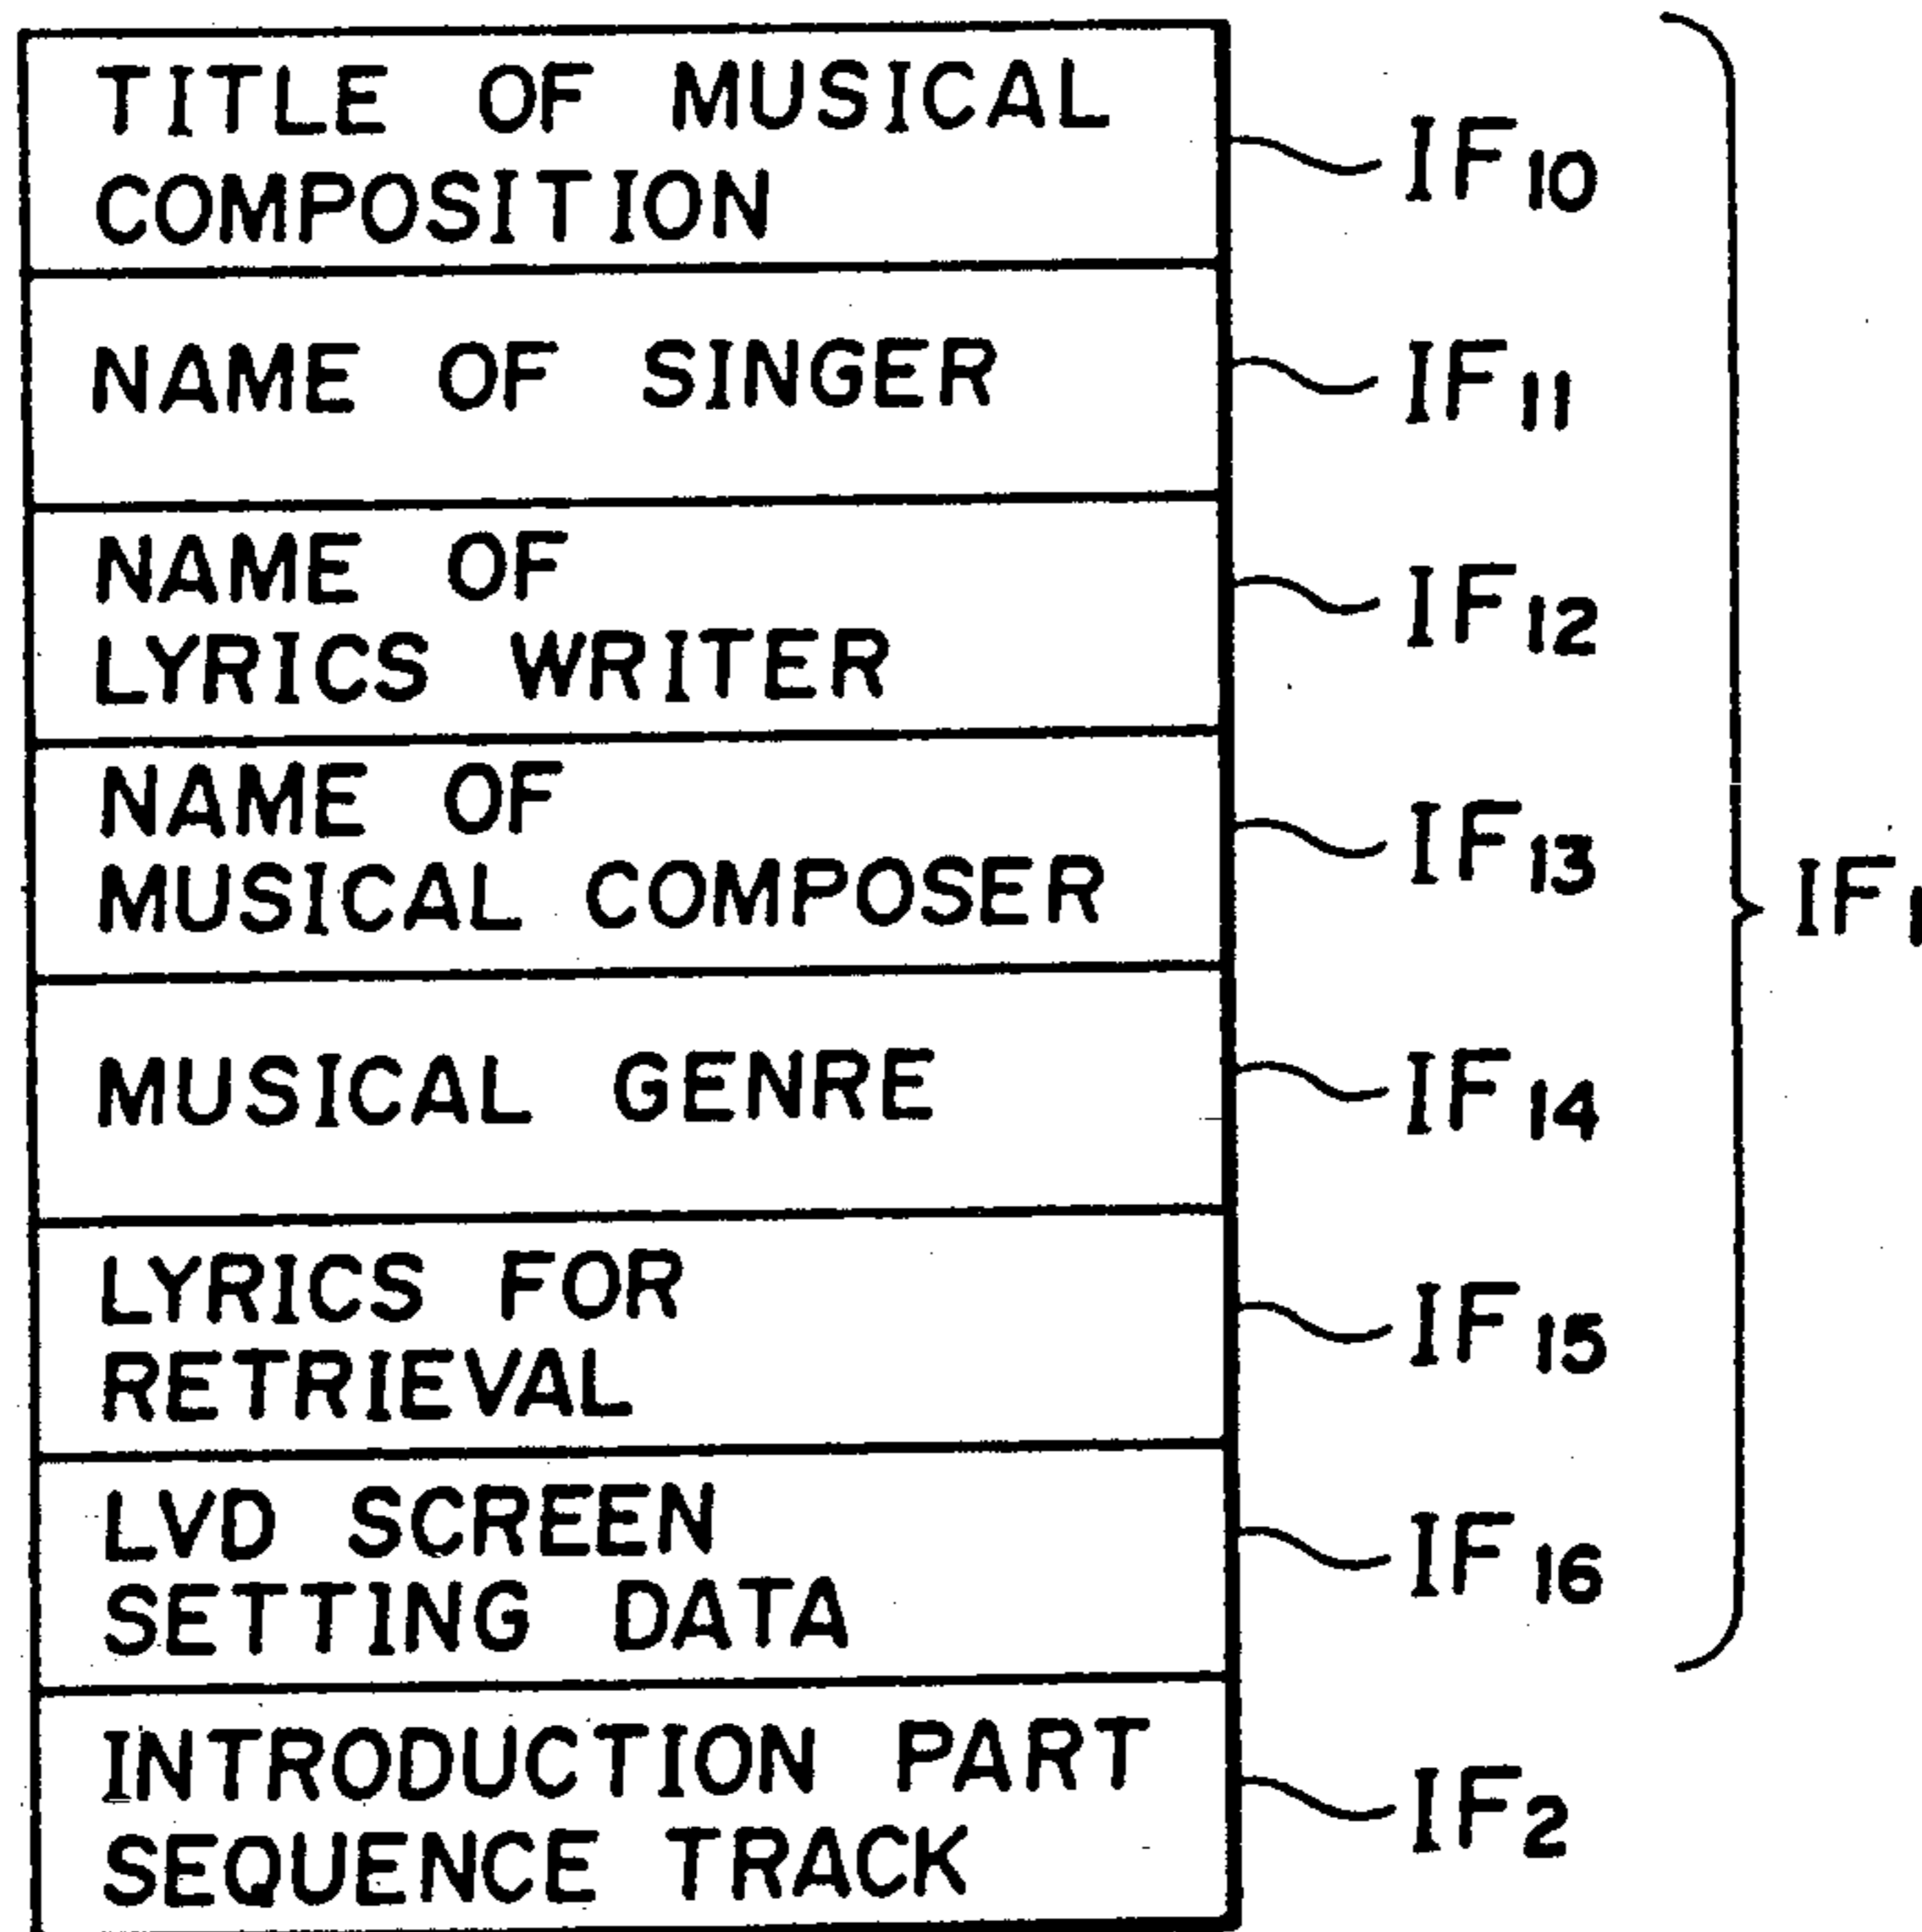 TITLE OF MUSICAL
COMPOSITION
IF10
NAME OF SINGER
IF11
NAME OF
LYRICS WRITER
IF12
NAME OF
MUSICAL COMPOSER
IF13
IF1
MUSICAL GENRE
IF14
LYRICS FOR
RETRIEVAL
IF15
LVD SCREEN
SETTING DATA
IF16
INTRODUCTION PART
SEQUENCE TRACK
IF2